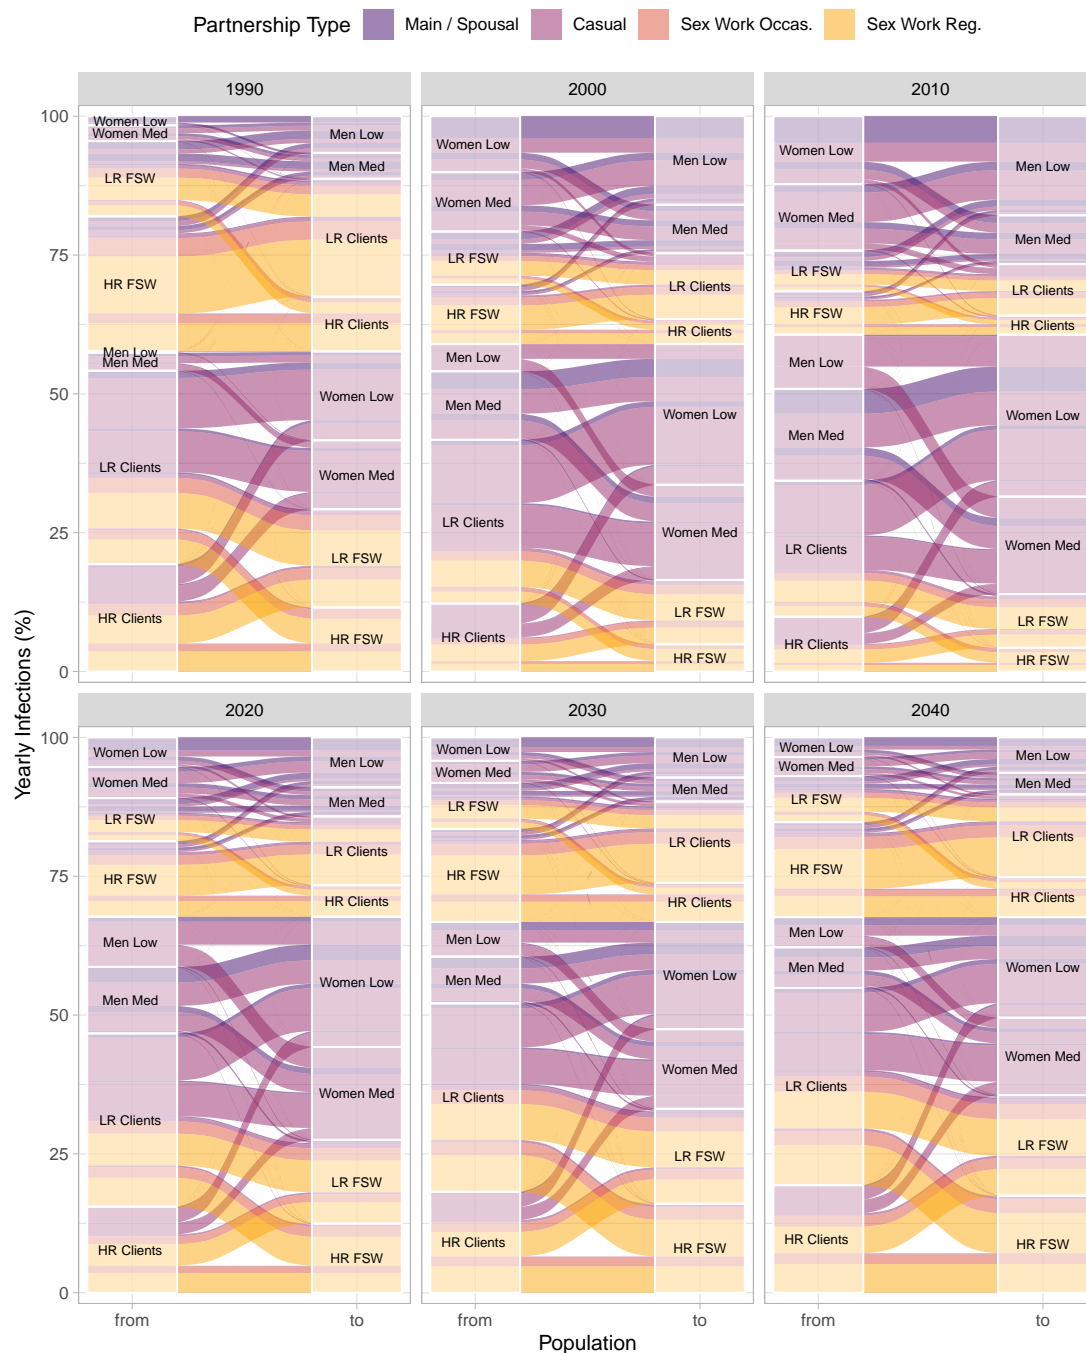 Partnership Type Main / Spousal Casual Sex Work Occas. Sex Work Reg.
1990 2000 2010
Yearly Infections (%)
100
75
50
25
0
Women Low
Women Med
LR FSW
HR FSW
Men Low
Men Med
LR Clients
HR Clients
Men Low
Men Med
LR Clients
HR Clients
Women Low
Women Med
LR FSW
HR FSW
Women Low
Women Med
LR FSW
HR FSW
Men Low
Men Med
LR Clients
HR Clients
Men Low
Men Med
LR Clients
HR Clients
Women Low
Women Med
LR FSW
HR FSW
Women Low
Women Med
LR FSW
HR FSW
Men Low
Men Med
LR Clients
HR Clients
Men Low
Men Med
LR Clients
HR Clients
Women Low
Women Med
LR FSW
HR FSW
2020 2030 2040
100
75
50
25
0
Women Low
Women Med
LR FSW
HR FSW
Men Low
Men Med
LR Clients
HR Clients
Men Low
Men Med
LR Clients
HR Clients
Women Low
Women Med
LR FSW
HR FSW
Women Low
Women Med
LR FSW
HR FSW
Men Low
Men Med
LR Clients
HR Clients
Men Low
Men Med
LR Clients
HR Clients
Women Low
Women Med
LR FSW
HR FSW
Women Low
Women Med
LR FSW
HR FSW
Men Low
Men Med
LR Clients
HR Clients
Men Low
Men Med
LR Clients
HR Clients
Women Low
Women Med
LR FSW
HR FSW
from to from to from to
Population